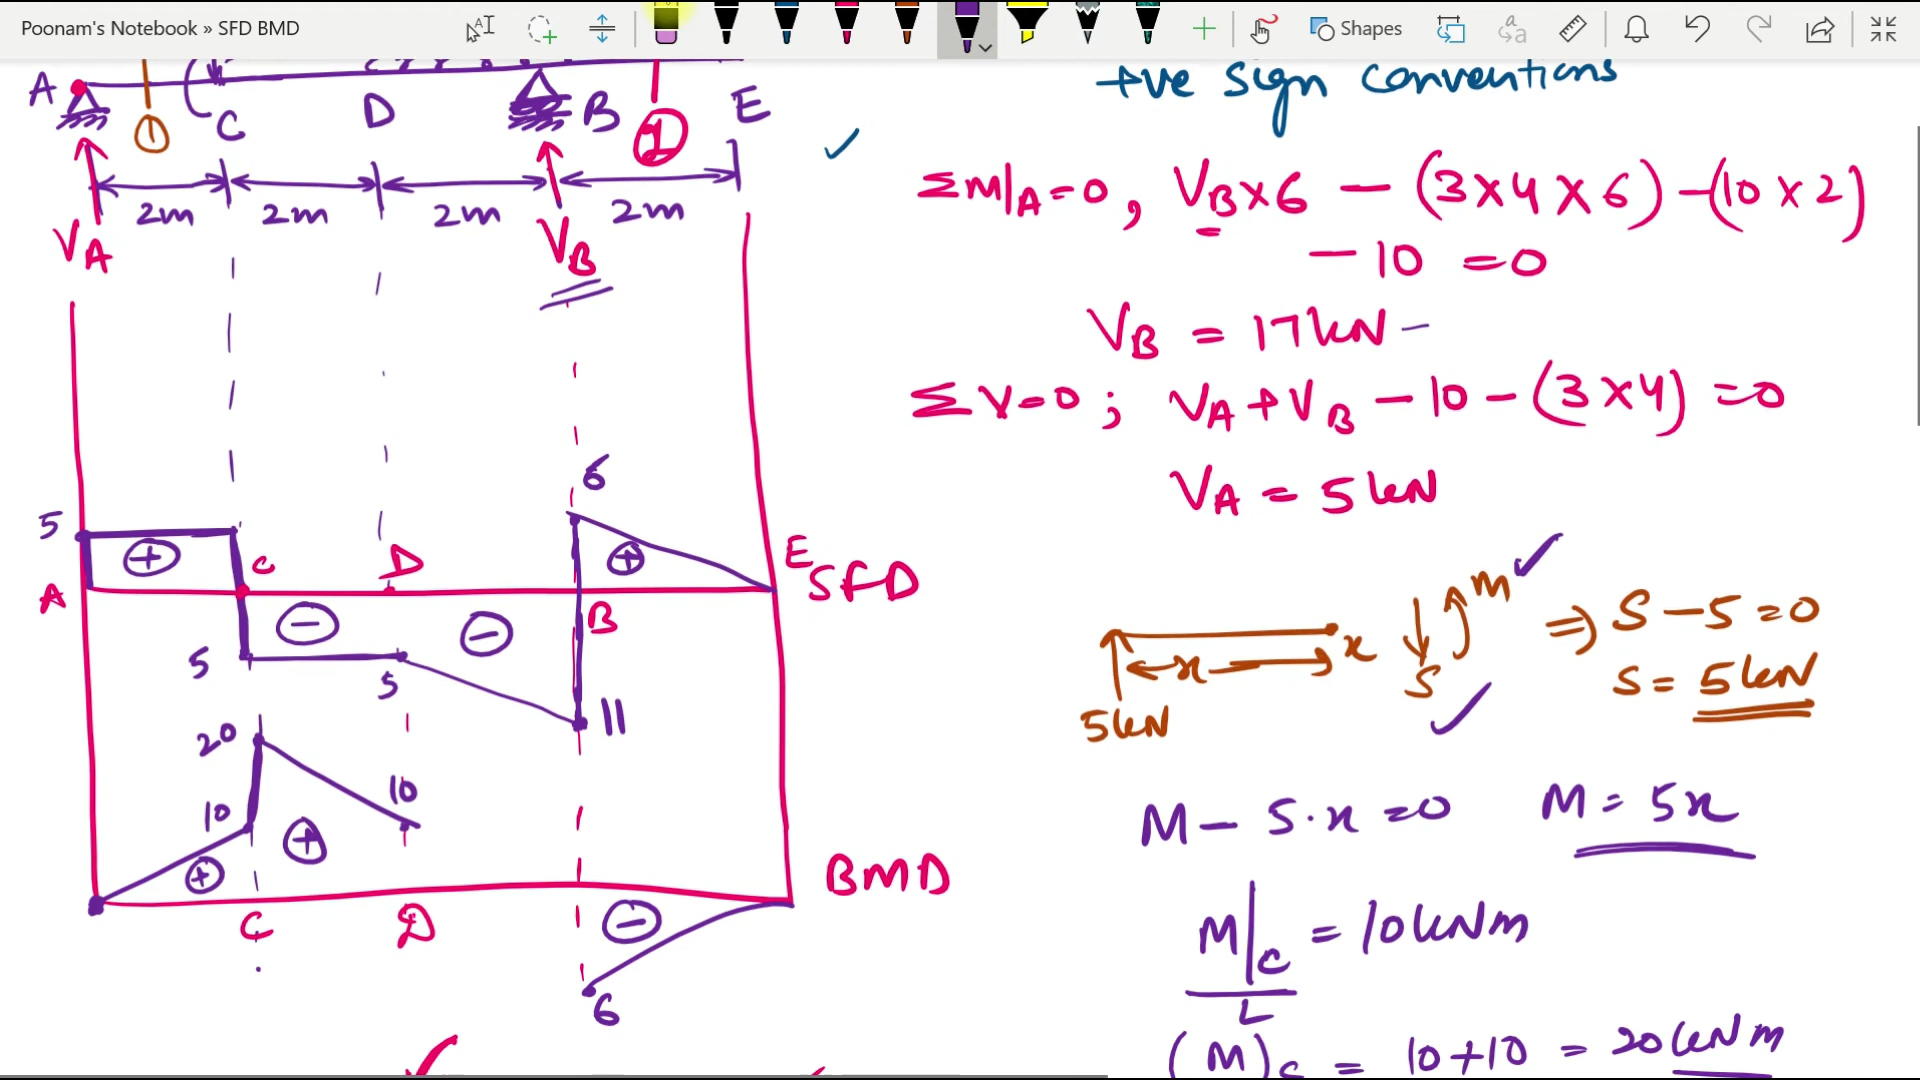 Poonam's Notebook » SFD BMD
Shapes
A
1
C
D
B
2
E
2m
2m
2m
2m
VA
VB
5
+
C
D
−
−
6
+
B
E
SFD
A
5
5
11
20
10
+
+
10
C
D
−
6
BMD
+ve sign conventions
ΣM|A=0, VB×6 − (3×4×6) −(10×2)
−10 =0
VB = 17kN −
ΣV=0; VA+VB −10 −(3×4) =0
VA = 5kN
5kN
x
x
S
M
⇒ S −5 =0
S= 5kN
M− 5·x =0 M= 5x
M|C = 10kNm
L
(M)C = 10+10 = 20kNm